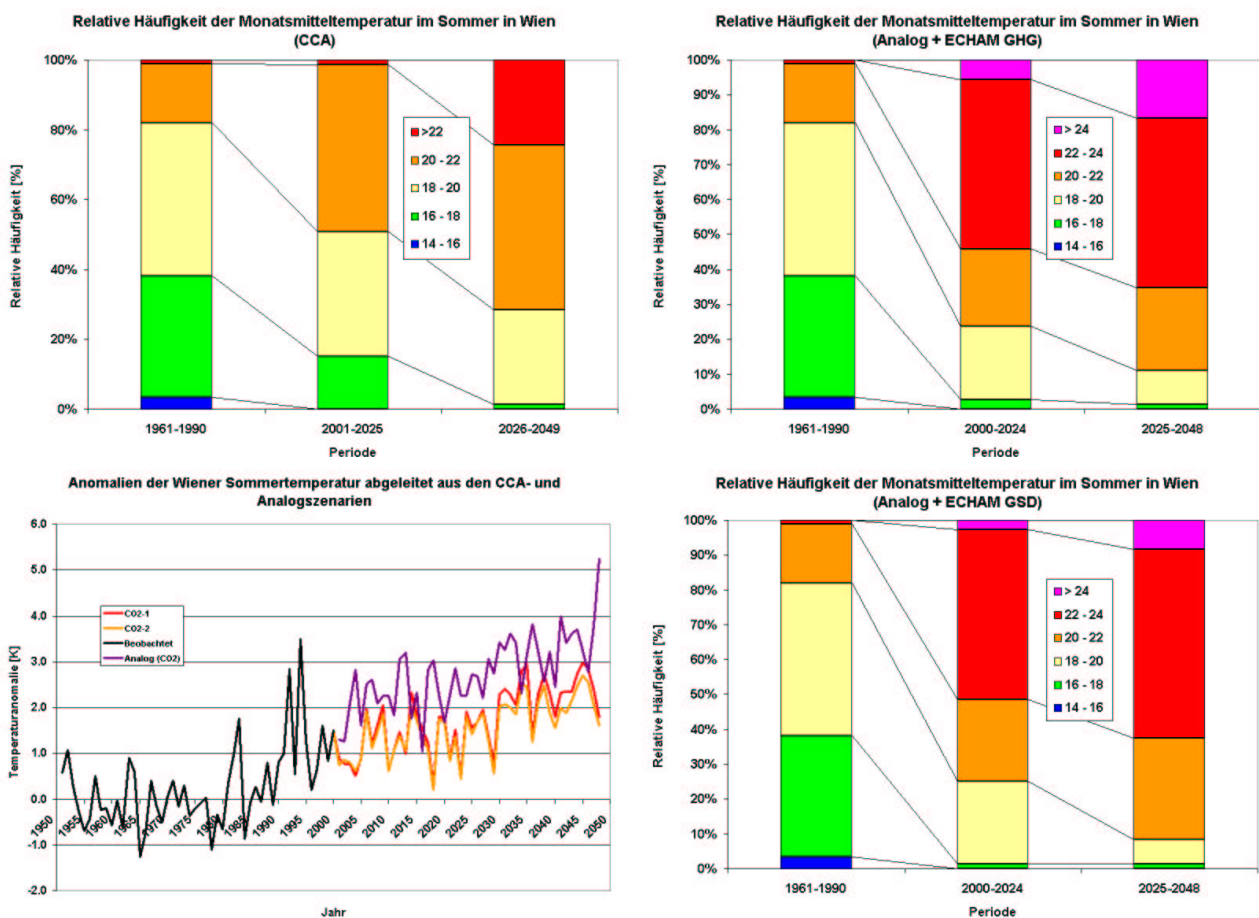 Relative Häufigkeit der Monatsmitteltemperatur im Sommer in Wien
(CCA)
100%
80%
60%
40%
20%
0%
Relative Häufigkeit [%]
>22
20 - 22
18 - 20
16 - 18
14 - 16
1961-1990
2001-2025
2026-2049
Periode
Relative Häufigkeit der Monatsmitteltemperatur im Sommer in Wien
(Analog + ECHAM GHG)
100%
90%
80%
70%
60%
50%
40%
30%
20%
10%
0%
Relative Häufigkeit [%]
> 24
22 - 24
20 - 22
18 - 20
16 - 18
14 - 16
1961-1990
2000-2024
2025-2048
Periode
Anomalien der Wiener Sommertemperatur abgeleitet aus den CCA- und
Analogszenarien
6.0
5.0
4.0
3.0
2.0
1.0
0.0
-1.0
-2.0
Temperaturanomalie [K]
CO2-1
CO2-2
Beobachtet
Analog (CO2)
1950
1955
1960
1965
1970
1975
1980
1985
1990
1995
2000
2005
2010
2015
2020
2025
2030
2035
2040
2045
2050
Jahr
Relative Häufigkeit der Monatsmitteltemperatur im Sommer in Wien
(Analog + ECHAM GSD)
100%
90%
80%
70%
60%
50%
40%
30%
20%
10%
0%
Relative Häufigkeit [%]
> 24
22 - 24
20 - 22
18 - 20
16 - 18
14 - 16
1961-1990
2000-2024
2025-2048
Periode